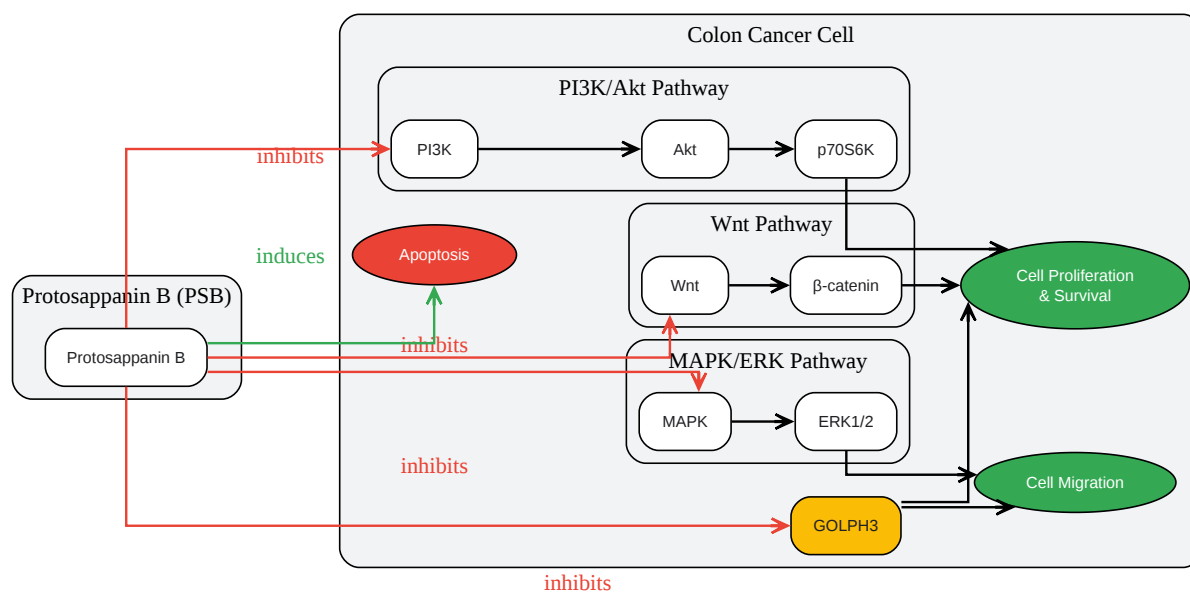 Colon Cancer Cell
PI3K/Akt Pathway
PI3K
Akt
p70S6K
inhibits
Wnt Pathway
induces
Apoptosis
Cell Proliferation
& Survival
Wnt
β-catenin
Protosappanin B (PSB)
Protosappanin B
inhibits
MAPK/ERK Pathway
MAPK
ERK1/2
inhibits
Cell Migration
GOLPH3
inhibits